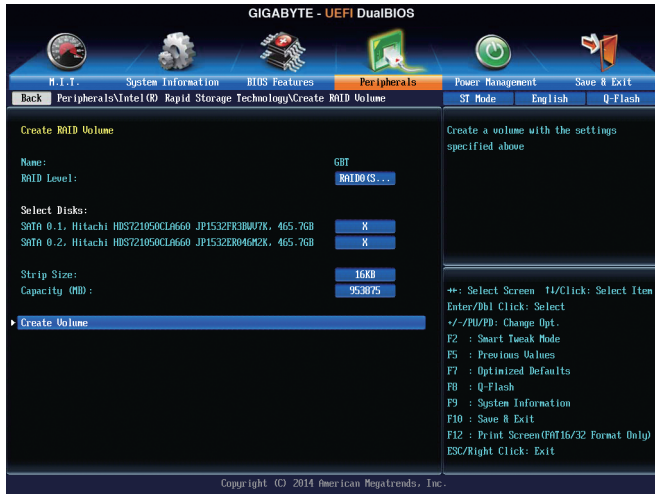 GIGABYTE - UEFI DualBIOS
M.I.T. System Information BIOS Features Peripherals Power Management Save & Exit
Back Peripherals\Intel(R) Rapid Storage Technology\Create RAID Volume ST Mode English Q-Flash
Create RAID Volume
Name: GBT
RAID Level: RAID0(S...
Select Disks:
SATA 0.1, Hitachi HDS721050CLA660 JP1532FR3BWV7K, 465.7GB X
SATA 0.2, Hitachi HDS721050CLA660 JP1532ER046M2K, 465.7GB X
Strip Size: 16KB
Capacity (MB): 953875
Create Volume
Create a volume with the settings
specified above
→←: Select Screen ↑↓/Click: Select Item
Enter/Dbl Click: Select
+/-/PU/PD: Change Opt.
F2 : Smart Tweak Mode
F5 : Previous Values
F7 : Optimized Defaults
F8 : Q-Flash
F9 : System Information
F10 : Save & Exit
F12 : Print Screen(FAT16/32 Format Only)
ESC/Right Click: Exit
Copyright (C) 2014 American Megatrends, Inc.